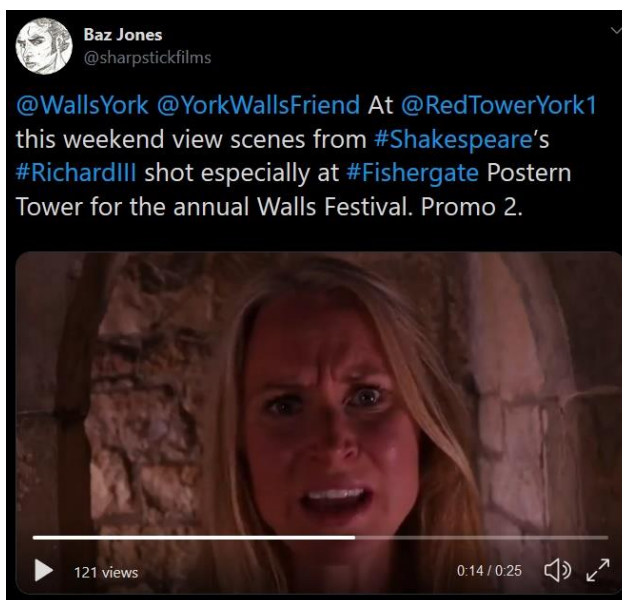 Baz Jones
@sharpstickfilms
@WallsYork @YorkWallsFriend At @RedTowerYork1
this weekend view scenes from #Shakespeare's
#RichardIII shot especially at #Fishergate Postern
Tower for the annual Walls Festival. Promo 2.
121 views
0:14 / 0:25